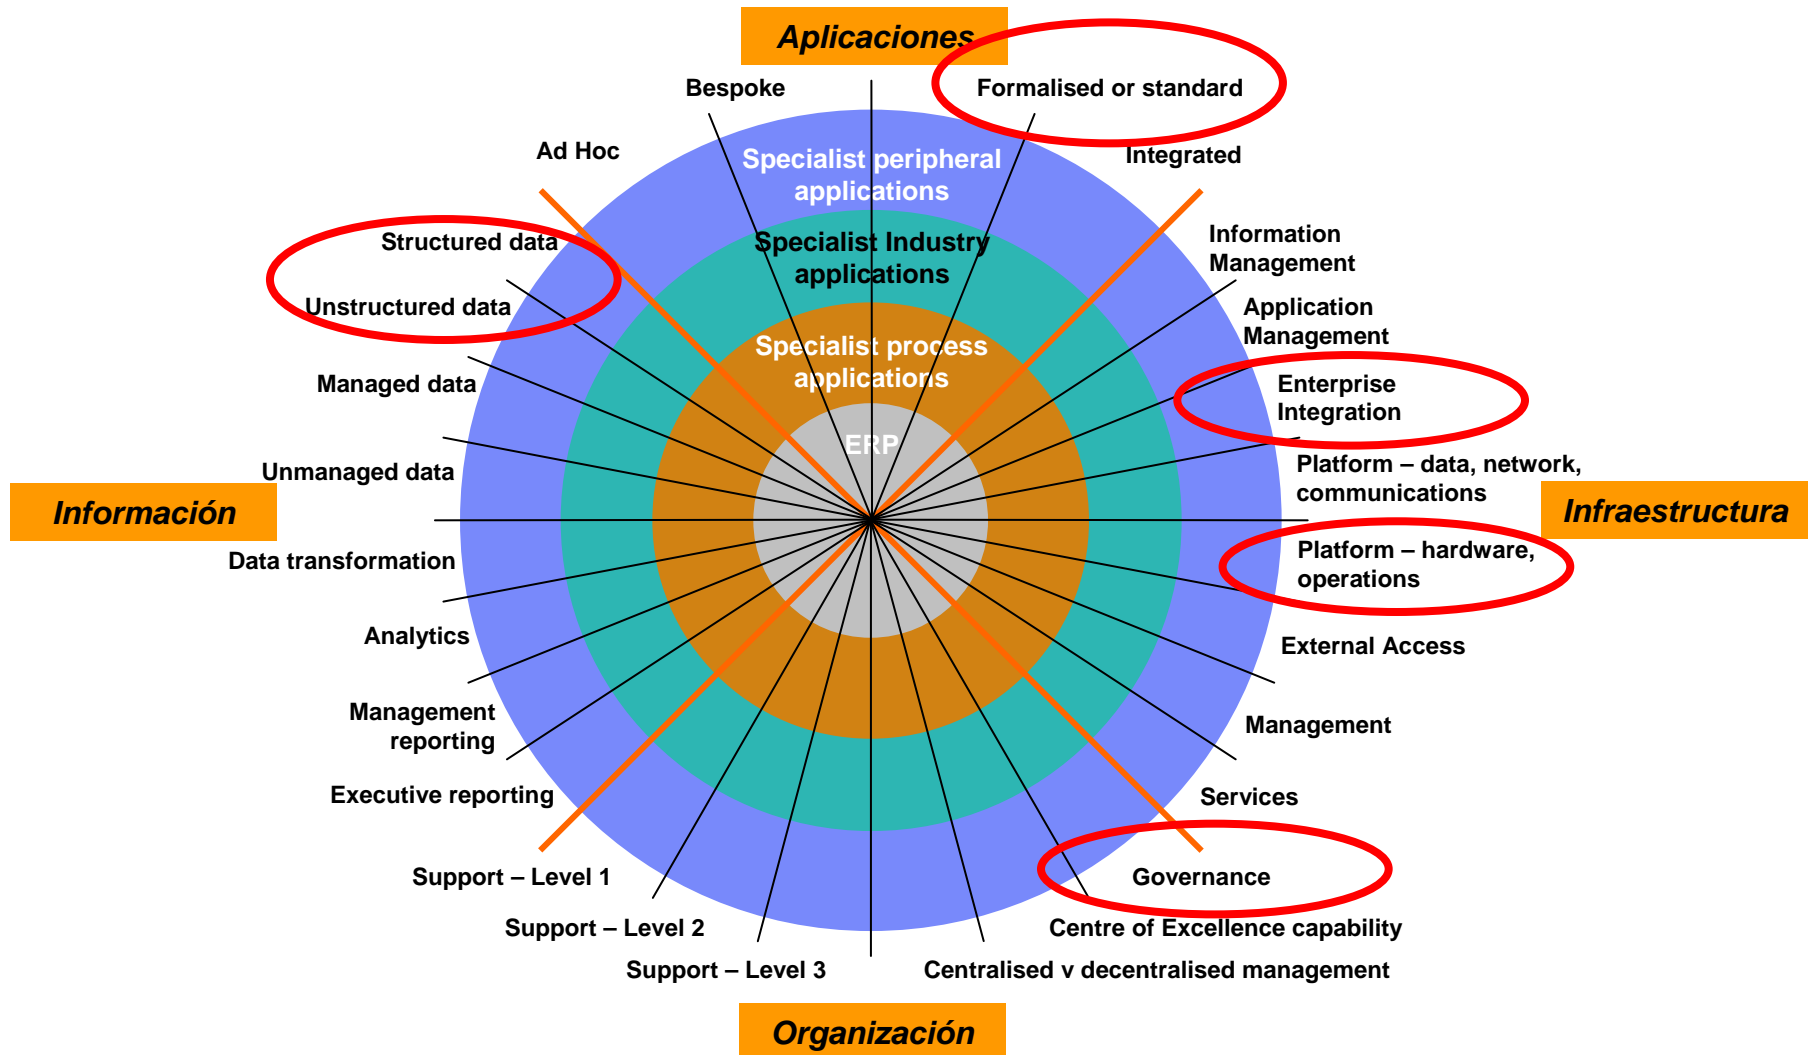 Aplicaciones
Bespoke
Formalised or standard
Ad Hoc
Integrated
Specialist peripheral
applications
Structured data
Specialist Industry
applications
Information
Management
Unstructured data
Application
Management
Specialist process
applications
Managed data
Enterprise
Integration
ERP
Unmanaged data
Platform – data, network,
communications
Información
Infraestructura
Data transformation
Platform – hardware,
operations
Analytics
External Access
Management
reporting
Management
Executive reporting
Services
Support – Level 1
Governance
Support – Level 2
Centre of Excellence capability
Support – Level 3
Centralised v decentralised management
Organización